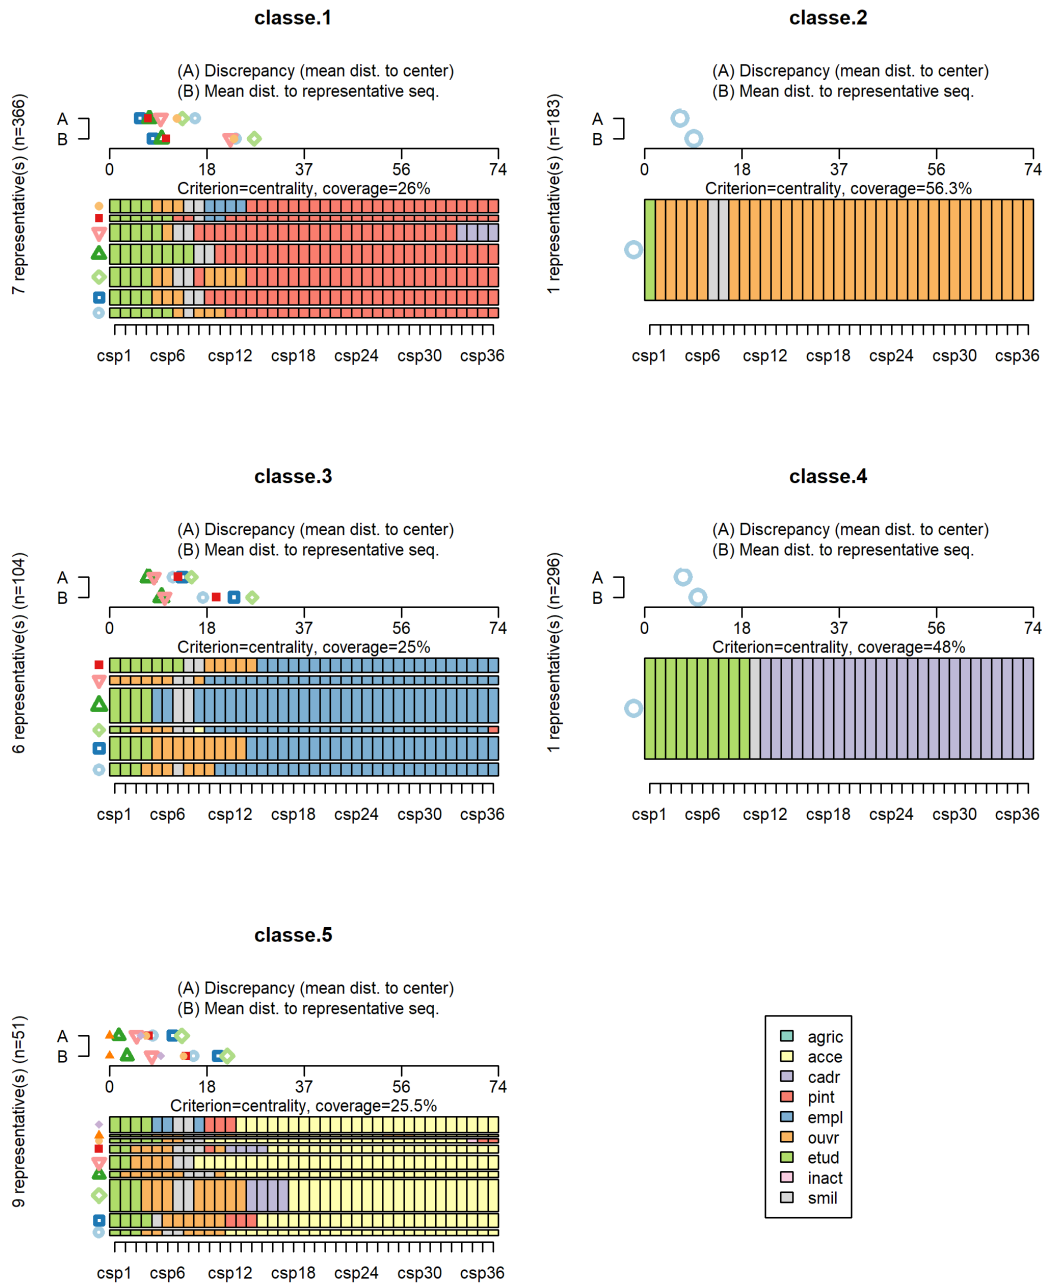 classe.1
(A) Discrepancy (mean dist. to center)
(B) Mean dist. to representative seq.
7 representative(s) (n=366)
A
B
0 18 37 56 74
Criterion=centrality, coverage=26%
csp1 csp6 csp12 csp18 csp24 csp30 csp36
classe.2
(A) Discrepancy (mean dist. to center)
(B) Mean dist. to representative seq.
1 representative(s) (n=183)
A
B
0 18 37 56 74
Criterion=centrality, coverage=56.3%
csp1 csp6 csp12 csp18 csp24 csp30 csp36
classe.3
(A) Discrepancy (mean dist. to center)
(B) Mean dist. to representative seq.
6 representative(s) (n=104)
A
B
0 18 37 56 74
Criterion=centrality, coverage=25%
csp1 csp6 csp12 csp18 csp24 csp30 csp36
classe.4
(A) Discrepancy (mean dist. to center)
(B) Mean dist. to representative seq.
1 representative(s) (n=296)
A
B
0 18 37 56 74
Criterion=centrality, coverage=48%
csp1 csp6 csp12 csp18 csp24 csp30 csp36
classe.5
(A) Discrepancy (mean dist. to center)
(B) Mean dist. to representative seq.
9 representative(s) (n=51)
A
B
0 18 37 56 74
Criterion=centrality, coverage=25.5%
csp1 csp6 csp12 csp18 csp24 csp30 csp36
agric
acce
cadr
pint
empl
ouvr
etud
inact
smil